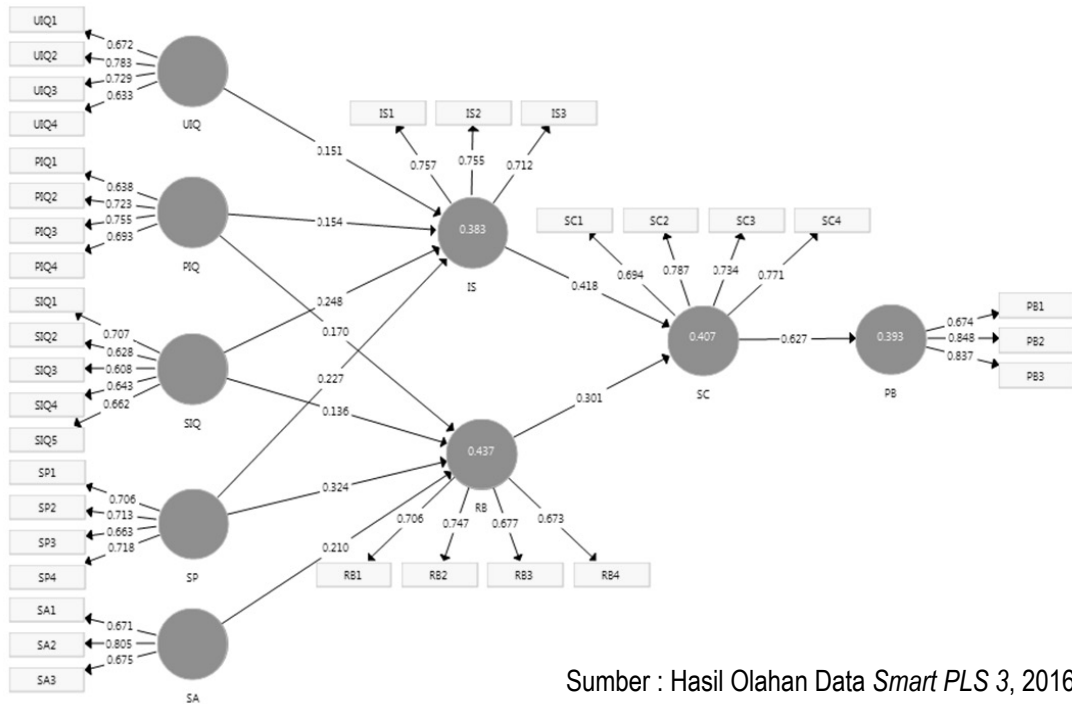 UIQ1
UIQ2
UIQ3
UIQ4
0.672
0.783
0.729
0.633
UIQ
PIQ1
PIQ2
PIQ3
PIQ4
0.638
0.723
0.755
0.693
PIQ
SIQ1
SIQ2
SIQ3
SIQ4
SIQ5
0.707
0.628
0.608
0.643
0.662
SIQ
SP1
SP2
SP3
SP4
0.706
0.713
0.663
0.718
SP
SA1
SA2
SA3
0.671
0.805
0.675
SA
0.151
0.154
0.248
0.170
0.227
0.136
0.324
0.210
IS1
IS2
IS3
0.757
0.755
0.712
0.383
IS
0.437
RB
0.706
0.747
0.677
0.673
RB1
RB2
RB3
RB4
0.418
0.301
SC1
SC2
SC3
SC4
0.694
0.787
0.734
0.771
0.407
SC
0.627
0.393
PB
0.674
0.848
0.837
PB1
PB2
PB3
Sumber : Hasil Olahan Data Smart PLS 3, 2016